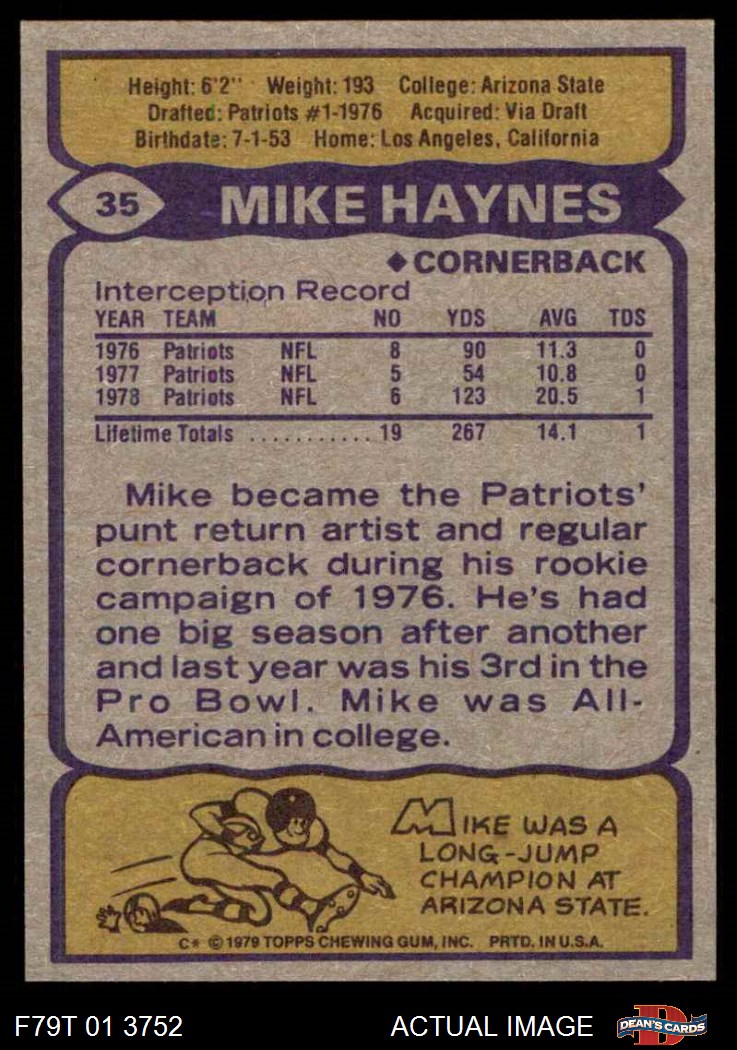 Height: 6'2" Weight: 193 College: Arizona State
Drafted: Patriots #1-1976 Acquired: Via Draft
Birthdate: 7-1-53 Home: Los Angeles, California
35 MIKE HAYNES
◆ CORNERBACK
Interception Record
YEAR TEAM NO YDS AVG TDS
1976 Patriots NFL 8 90 11.3 0
1977 Patriots NFL 5 54 10.8 0
1978 Patriots NFL 6 123 20.5 1
Lifetime Totals ........... 19 267 14.1 1
Mike became the Patriots'
punt return artist and regular
cornerback during his rookie
campaign of 1976. He's had
one big season after another
and last year was his 3rd in the
Pro Bowl. Mike was All-
American in college.
MIKE WAS A
LONG-JUMP
CHAMPION AT
ARIZONA STATE.
C* © 1979 TOPPS CHEWING GUM, INC. PRTD. IN U.S.A.
F79T 01 3752 ACTUAL IMAGE D DEAN'S CARDS